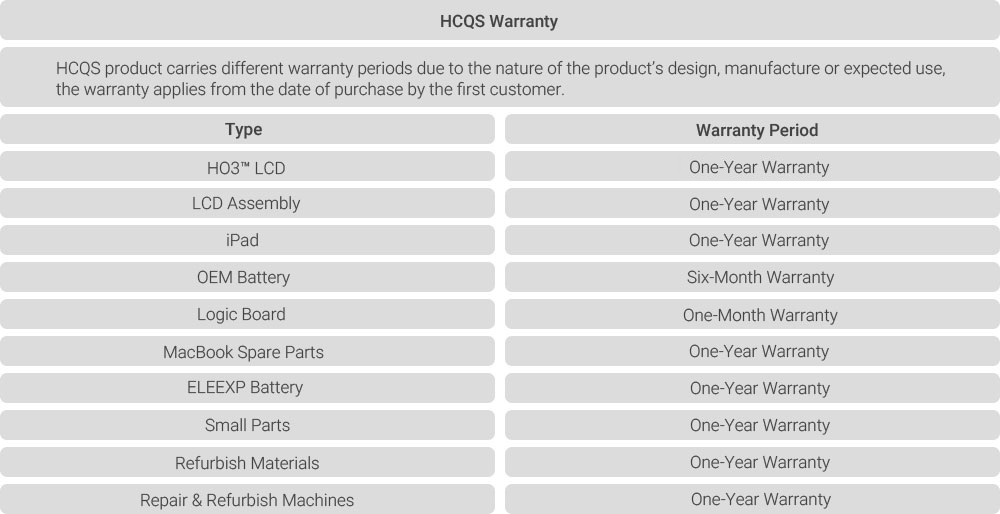 HCQS Warranty
HCQS product carries different warranty periods due to the nature of the product's design, manufacture or expected use,
the warranty applies from the date of purchase by the first customer.
Type Warranty Period
HO3™ LCD One-Year Warranty
LCD Assembly One-Year Warranty
iPad One-Year Warranty
OEM Battery Six-Month Warranty
Logic Board One-Month Warranty
MacBook Spare Parts One-Year Warranty
ELEEXP Battery One-Year Warranty
Small Parts One-Year Warranty
Refurbish Materials One-Year Warranty
Repair & Refurbish Machines One-Year Warranty